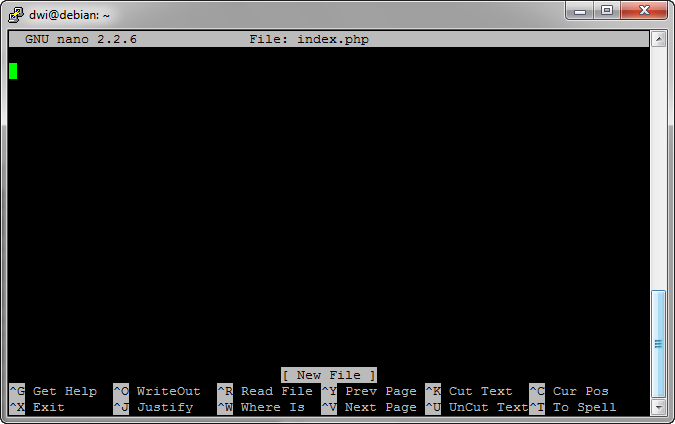 dwi@debian: ~
GNU nano 2.2.6 File: index.php
[ New File ]
^G Get Help ^O WriteOut ^R Read File ^Y Prev Page ^K Cut Text ^C Cur Pos
^X Exit ^J Justify ^W Where Is ^V Next Page ^U UnCut Text ^T To Spell